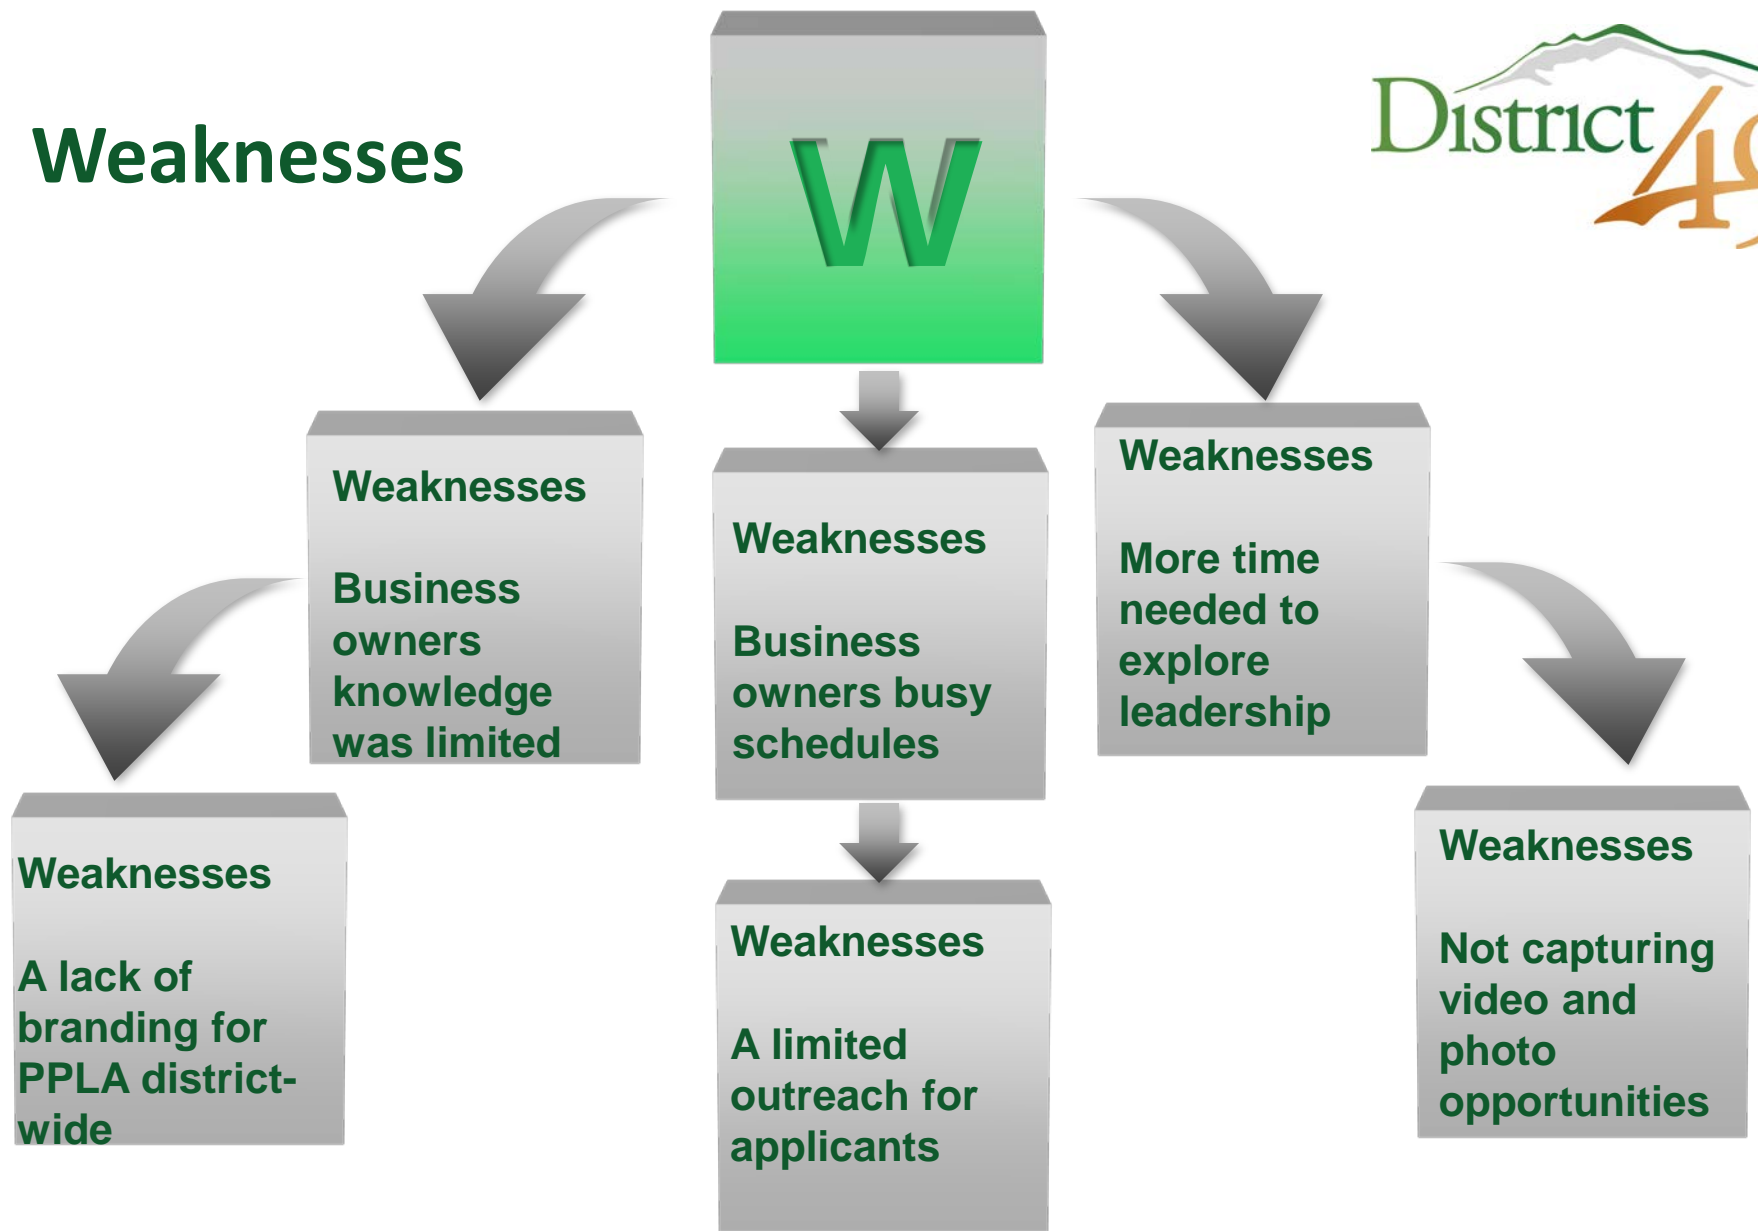 Weaknesses
W
District 49
Weaknesses
Business
owners
knowledge
was limited
Weaknesses
Business
owners busy
schedules
Weaknesses
More time
needed to
explore
leadership
Weaknesses
A lack of
branding for
PPLA district-
wide
Weaknesses
A limited
outreach for
applicants
Weaknesses
Not capturing
video and
photo
opportunities